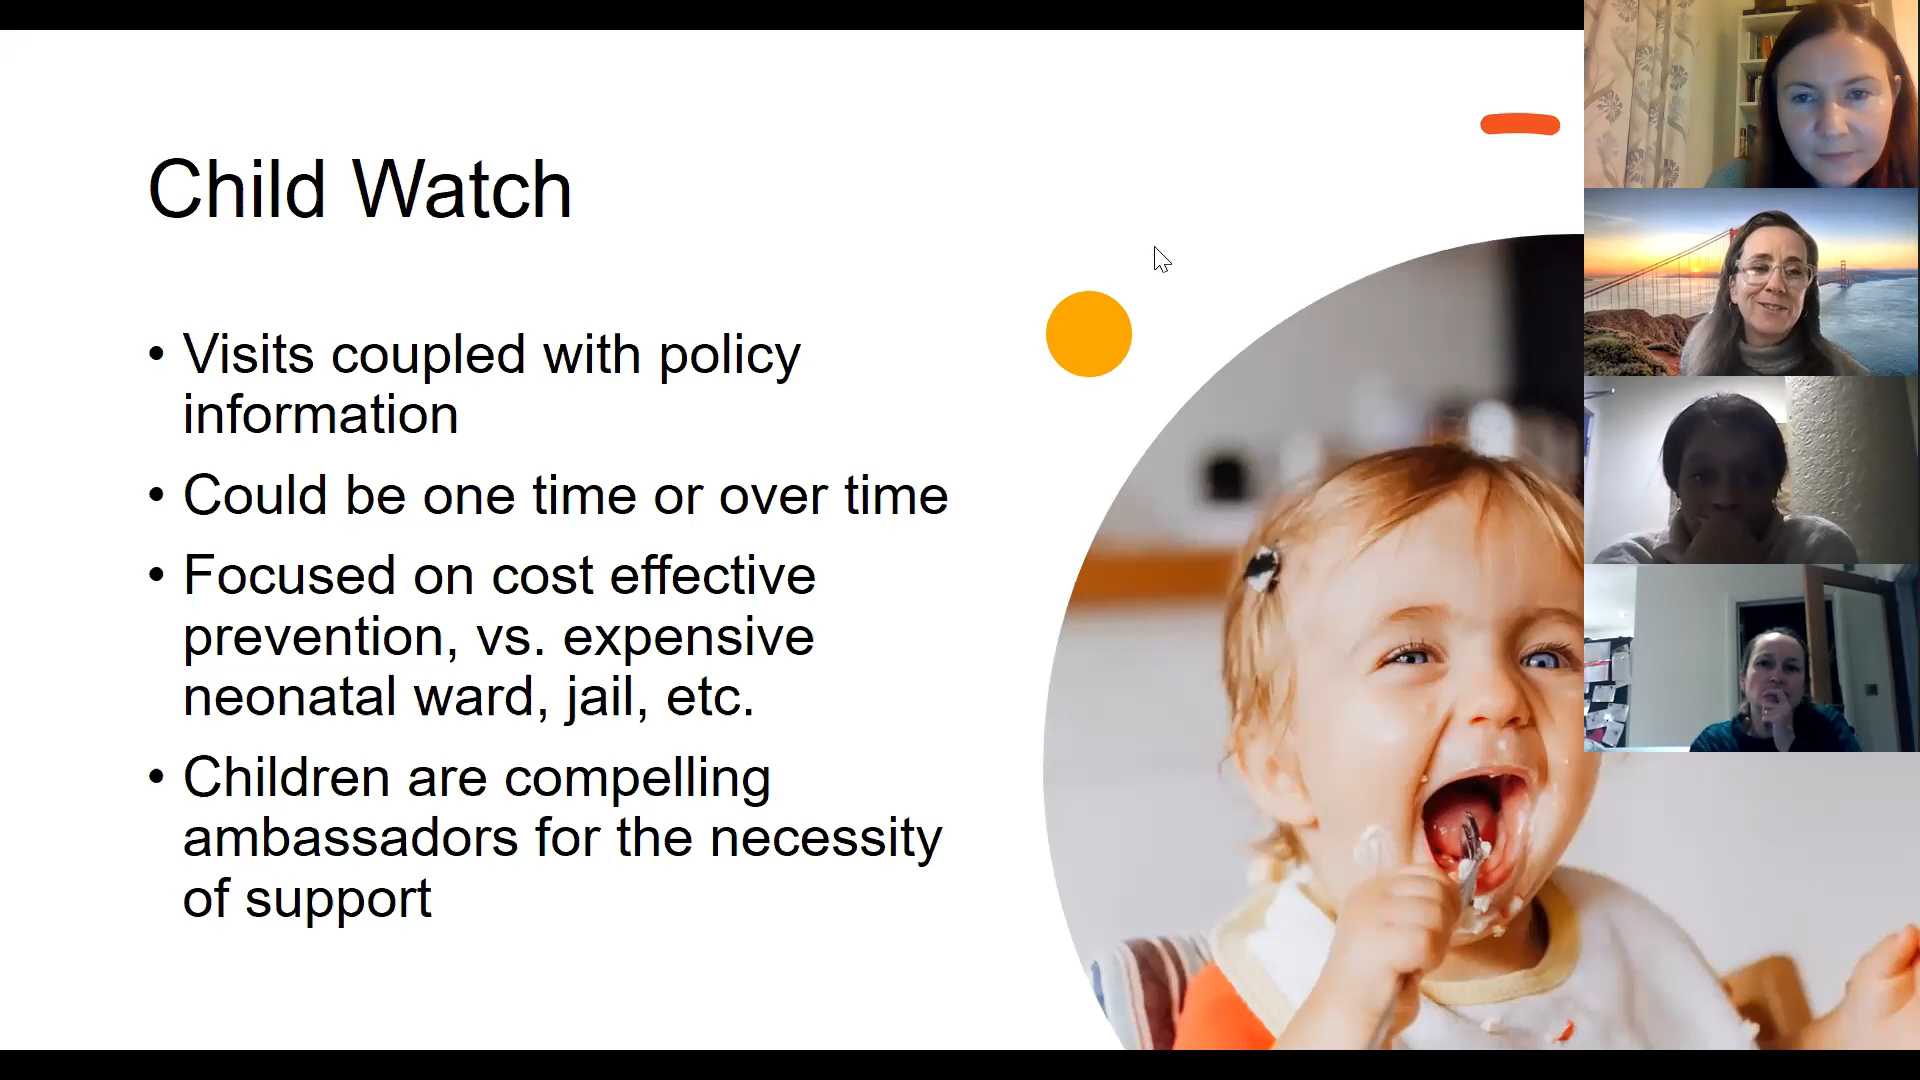 Child Watch
• Visits coupled with policy
information
• Could be one time or over time
• Focused on cost effective
prevention, vs. expensive
neonatal ward, jail, etc.
• Children are compelling
ambassadors for the necessity
of support